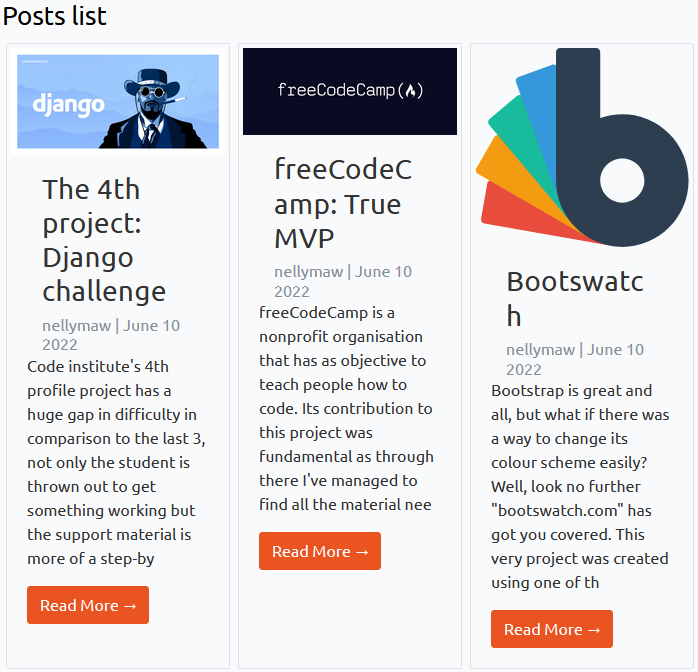 Posts list
django
The 4th
project:
Django
challenge
nellymaw | June 10
2022
Code institute's 4th
profile project has a
huge gap in difficulty in
comparison to the last 3,
not only the student is
thrown out to get
something working but
the support material is
more of a step-by
Read More →
freeCodeCamp(🔥)
freeCodeC
amp: True
MVP
nellymaw | June 10
2022
freeCodeCamp is a
nonprofit organisation
that has as objective to
teach people how to
code. Its contribution to
this project was
fundamental as through
there I've managed to
find all the material nee
Read More →
b
Bootswatc
h
nellymaw | June 10
2022
Bootstrap is great and
all, but what if there was
a way to change its
colour scheme easily?
Well, look no further
"bootswatch.com" has
got you covered. This
very project was created
using one of th
Read More →